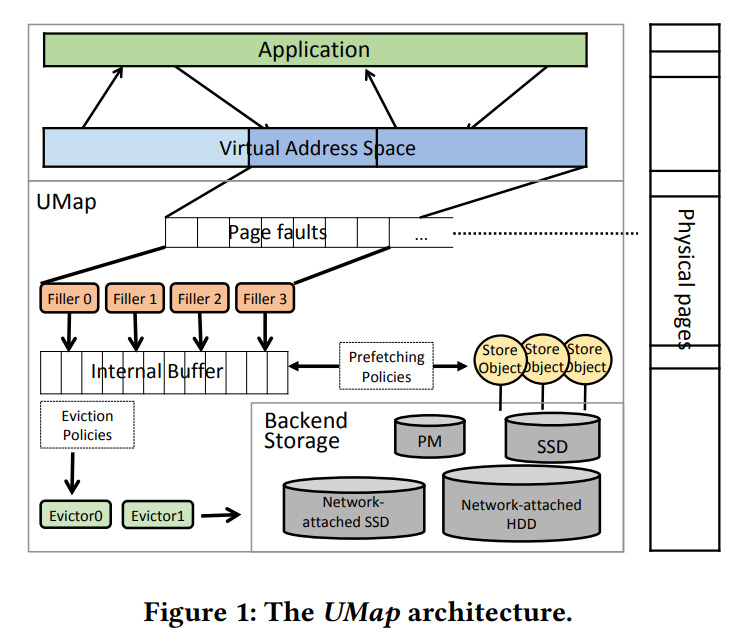 Application
Virtual Address Space
UMap
Page faults
...
Physical pages
Filler 0
Filler 1
Filler 2
Filler 3
Internal Buffer
Prefetching
Policies
Store
Object
Store
Object
Store
Object
Eviction
Policies
Backend
Storage
PM
SSD
Network-
attached SSD
Network-attached
HDD
Evictor0
Evictor1
Figure 1: The UMap architecture.